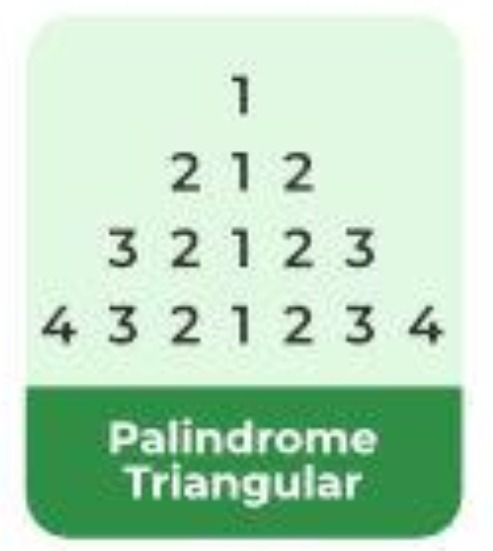 1
2 1 2
3 2 1 2 3
4 3 2 1 2 3 4
Palindrome
Triangular